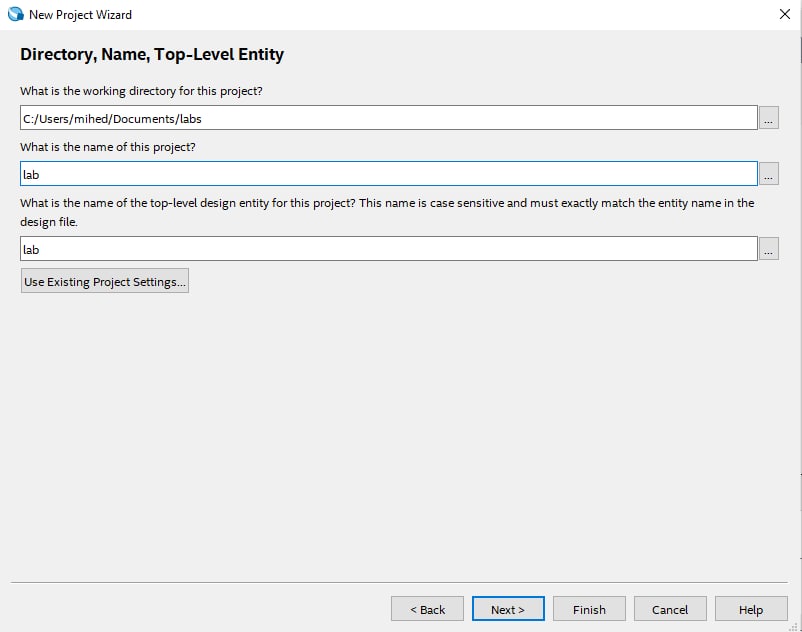 New Project Wizard
Directory, Name, Top-Level Entity
What is the working directory for this project?
C:/Users/mihed/Documents/labs
...
What is the name of this project?
lab
...
What is the name of the top-level design entity for this project? This name is case sensitive and must exactly match the entity name in the
design file.
lab
...
Use Existing Project Settings...
< Back
Next >
Finish
Cancel
Help